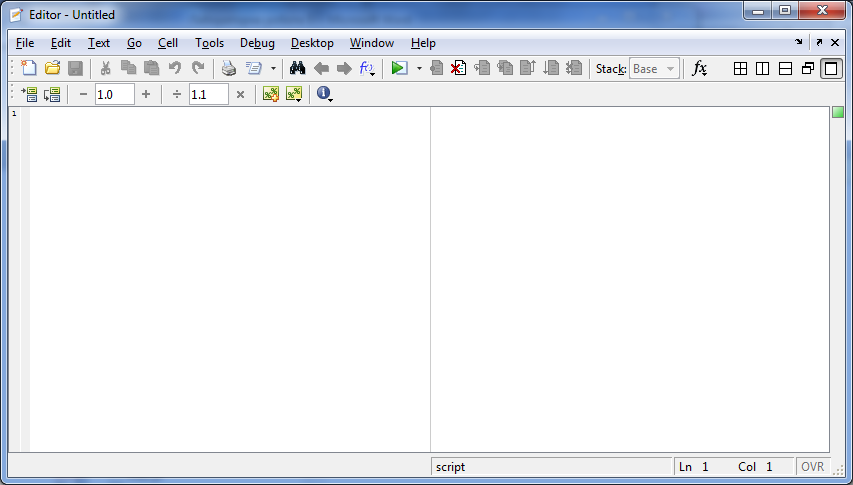 Editor - Untitled
File Edit Text Go Cell Tools Debug Desktop Window Help
Stack: Base fx
1.0 1.1
1
script Ln 1 Col 1 OVR